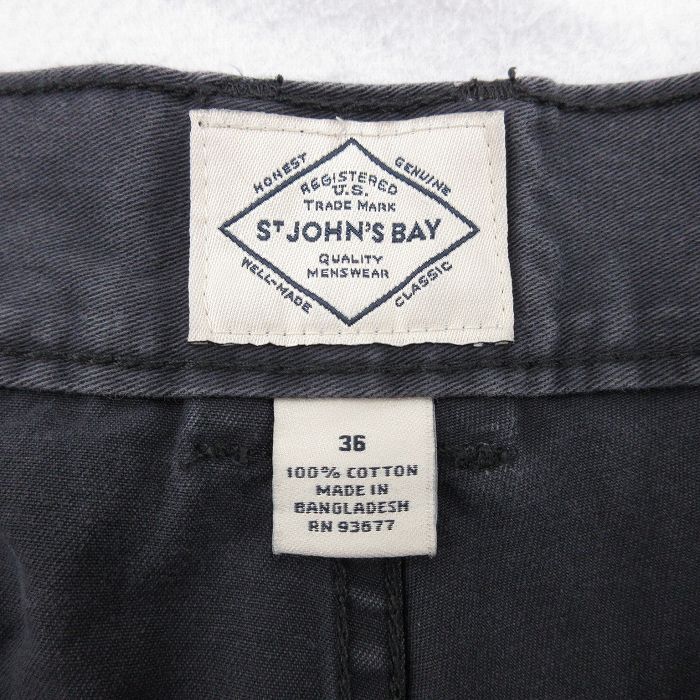 HONEST
GENUINE
REGISTERED
U.S.
TRADE MARK
ST JOHN'S BAY
QUALITY
MENSWEAR
WELL-MADE
CLASSIC
36
100% COTTON
MADE IN
BANGLADESH
RN 93677